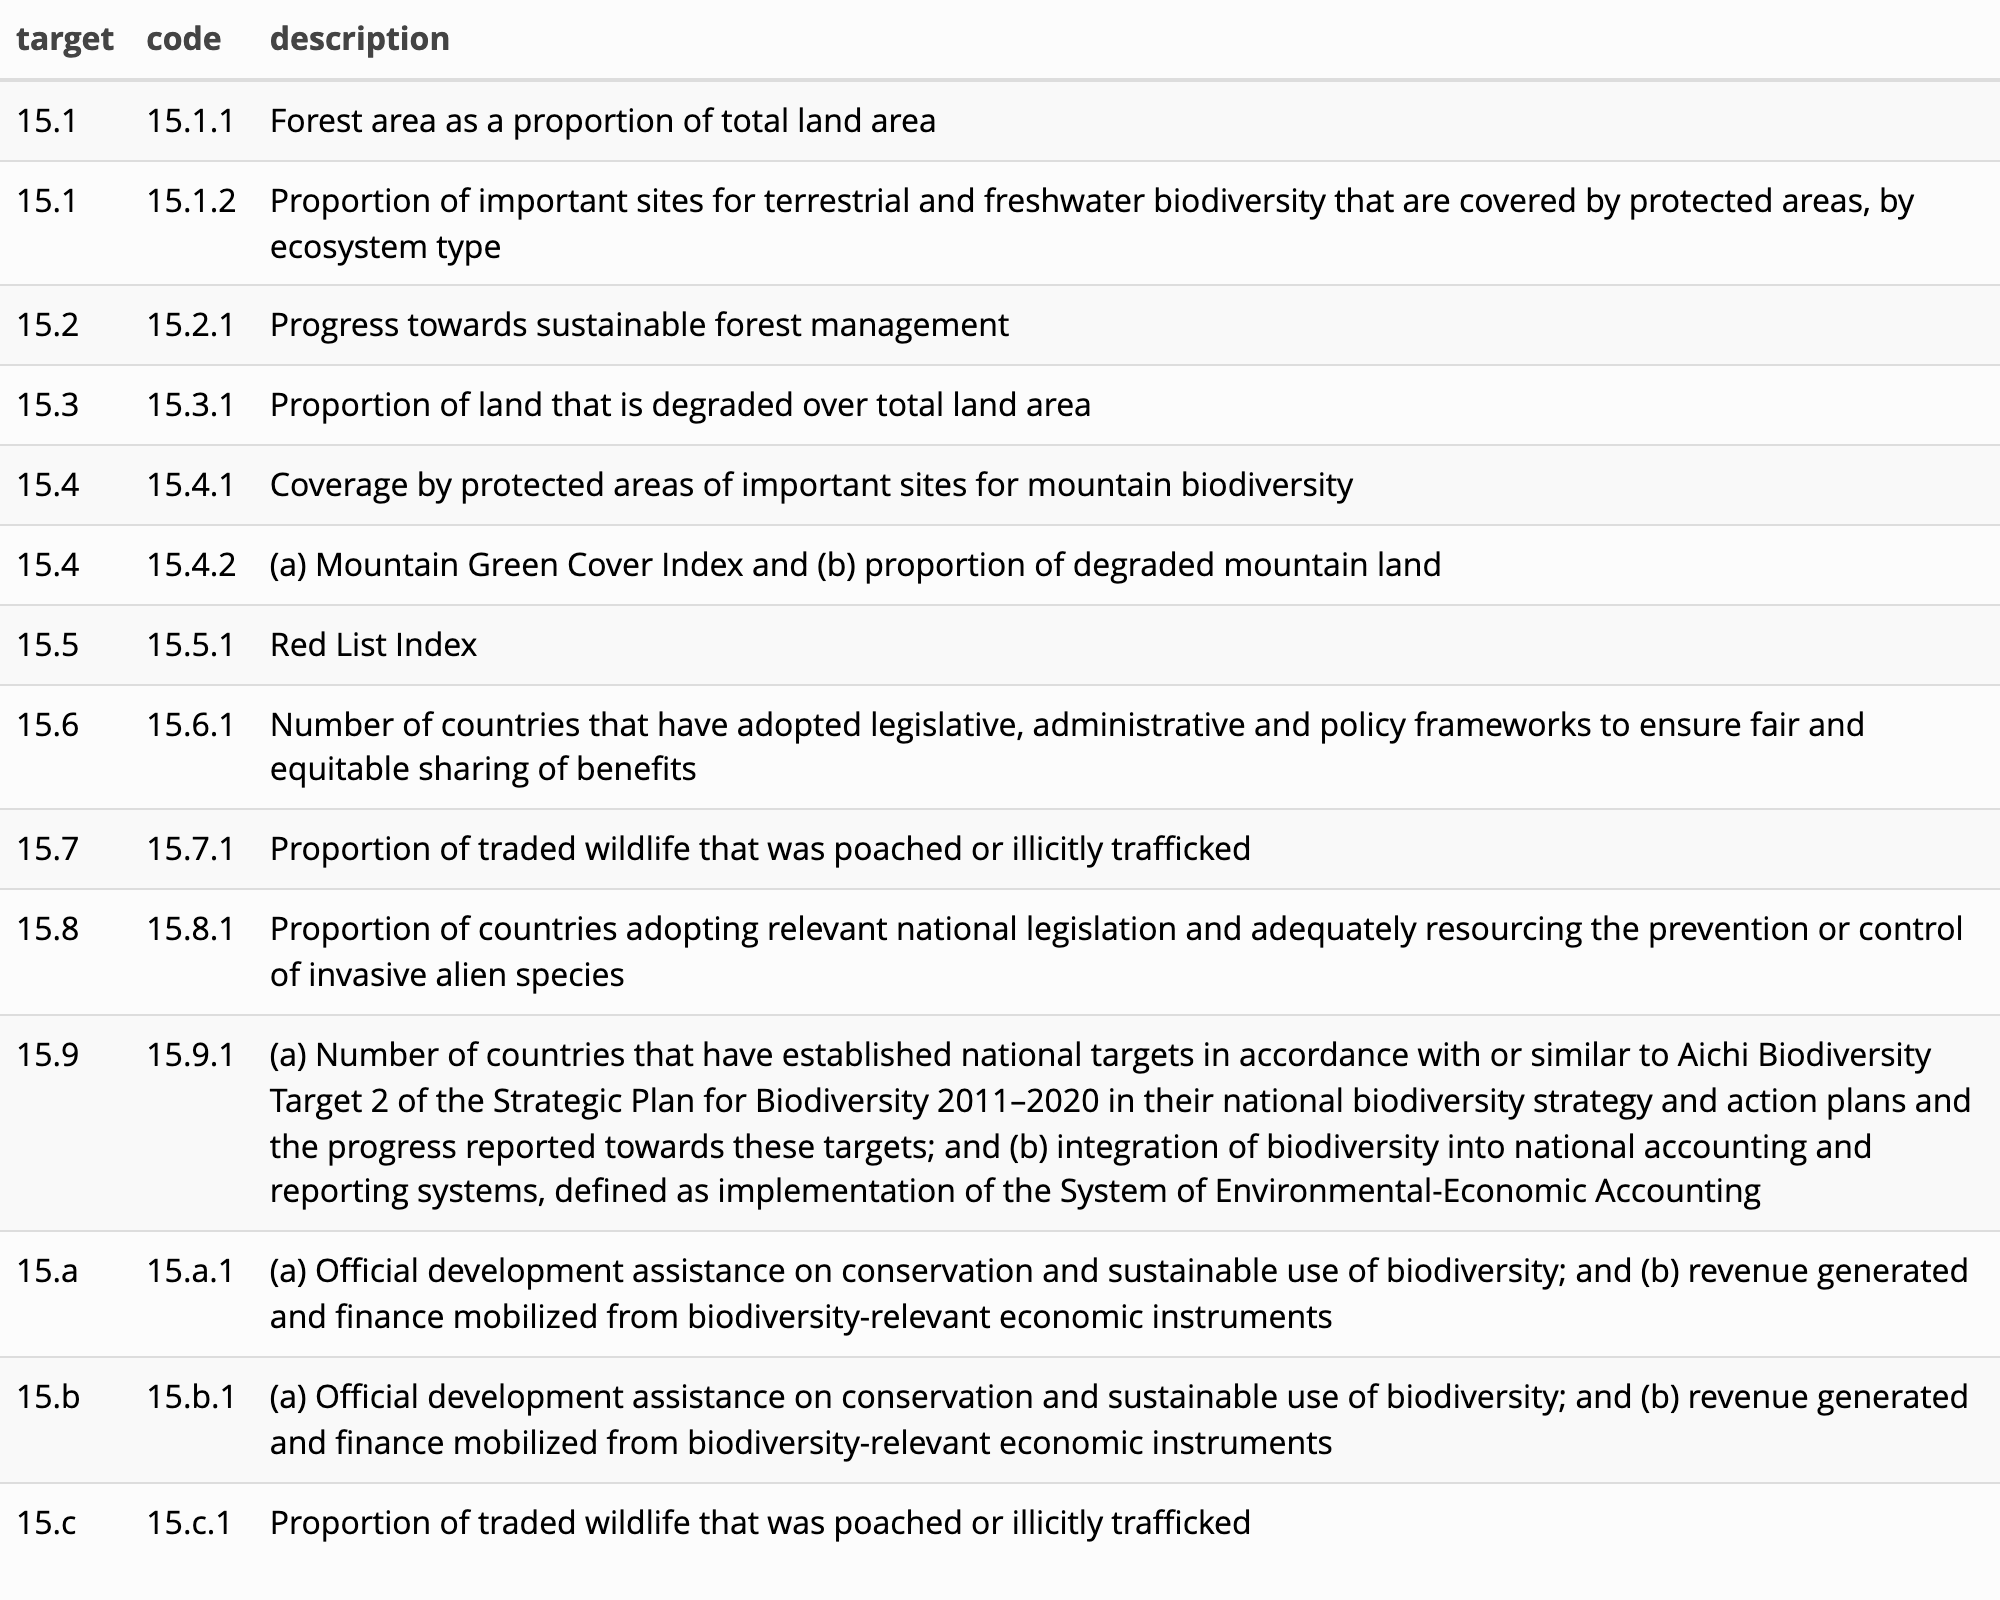 target code description
15.1 15.1.1 Forest area as a proportion of total land area
15.1 15.1.2 Proportion of important sites for terrestrial and freshwater biodiversity that are covered by protected areas, by
ecosystem type
15.2 15.2.1 Progress towards sustainable forest management
15.3 15.3.1 Proportion of land that is degraded over total land area
15.4 15.4.1 Coverage by protected areas of important sites for mountain biodiversity
15.4 15.4.2 (a) Mountain Green Cover Index and (b) proportion of degraded mountain land
15.5 15.5.1 Red List Index
15.6 15.6.1 Number of countries that have adopted legislative, administrative and policy frameworks to ensure fair and
equitable sharing of benefits
15.7 15.7.1 Proportion of traded wildlife that was poached or illicitly trafficked
15.8 15.8.1 Proportion of countries adopting relevant national legislation and adequately resourcing the prevention or control
of invasive alien species
15.9 15.9.1 (a) Number of countries that have established national targets in accordance with or similar to Aichi Biodiversity
Target 2 of the Strategic Plan for Biodiversity 2011–2020 in their national biodiversity strategy and action plans and
the progress reported towards these targets; and (b) integration of biodiversity into national accounting and
reporting systems, defined as implementation of the System of Environmental-Economic Accounting
15.a 15.a.1 (a) Official development assistance on conservation and sustainable use of biodiversity; and (b) revenue generated
and finance mobilized from biodiversity-relevant economic instruments
15.b 15.b.1 (a) Official development assistance on conservation and sustainable use of biodiversity; and (b) revenue generated
and finance mobilized from biodiversity-relevant economic instruments
15.c 15.c.1 Proportion of traded wildlife that was poached or illicitly trafficked